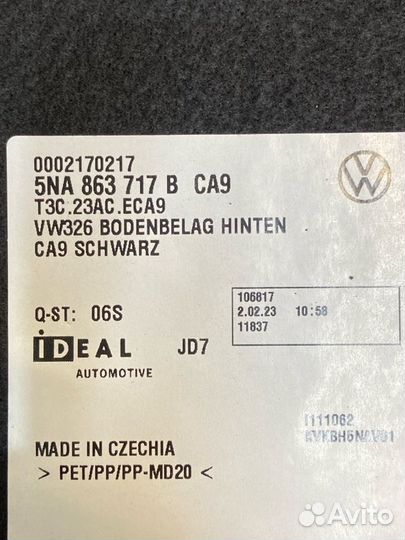 0002170217
5NA 863 717 B CA9
T3C.23AC.ECA9
VW326 BODENBELAG HINTEN
CA9 SCHWARZ
106817
2.02.23 10:58
11837
Q-ST: 06S
IDEAL JD7
AUTOMOTIVE
I111062
MADE IN CZECHIA
> PET/PP/PP-MD20 <
Avito